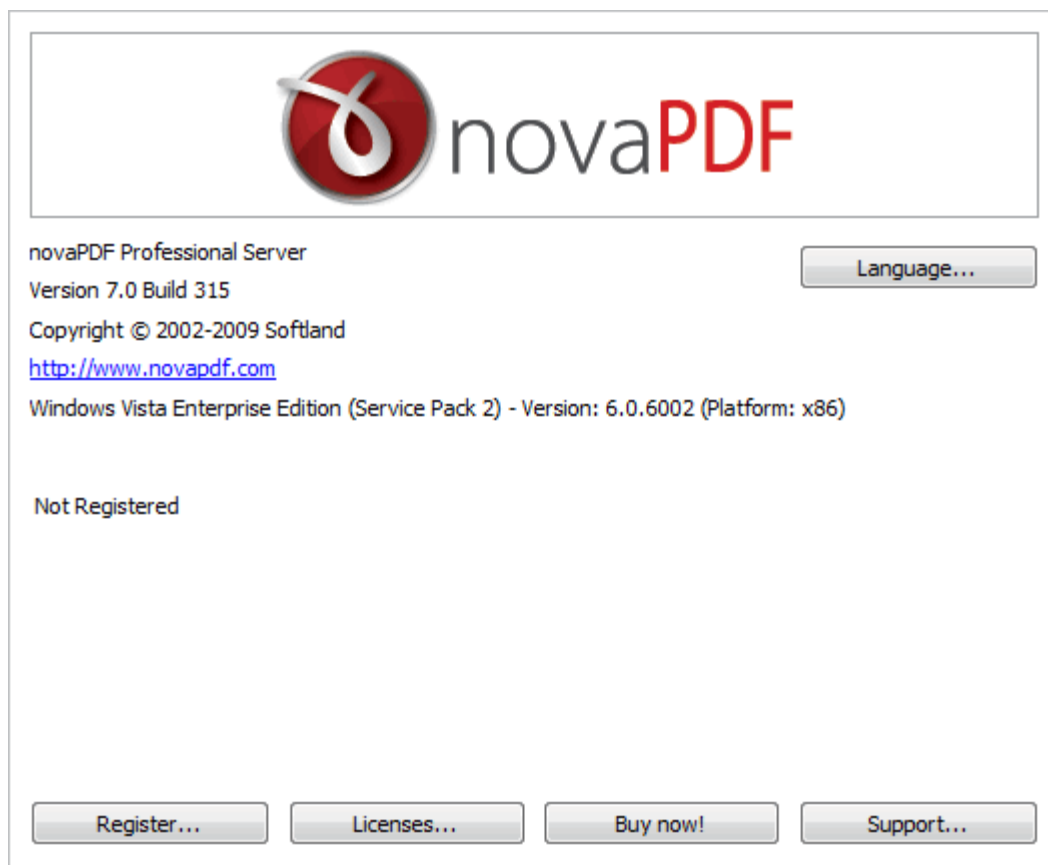 novaPDF
novaPDF Professional Server
Language...
Version 7.0 Build 315
Copyright © 2002-2009 Softland
http://www.novapdf.com
Windows Vista Enterprise Edition (Service Pack 2) - Version: 6.0.6002 (Platform: x86)
Not Registered
Register...
Licenses...
Buy now!
Support...